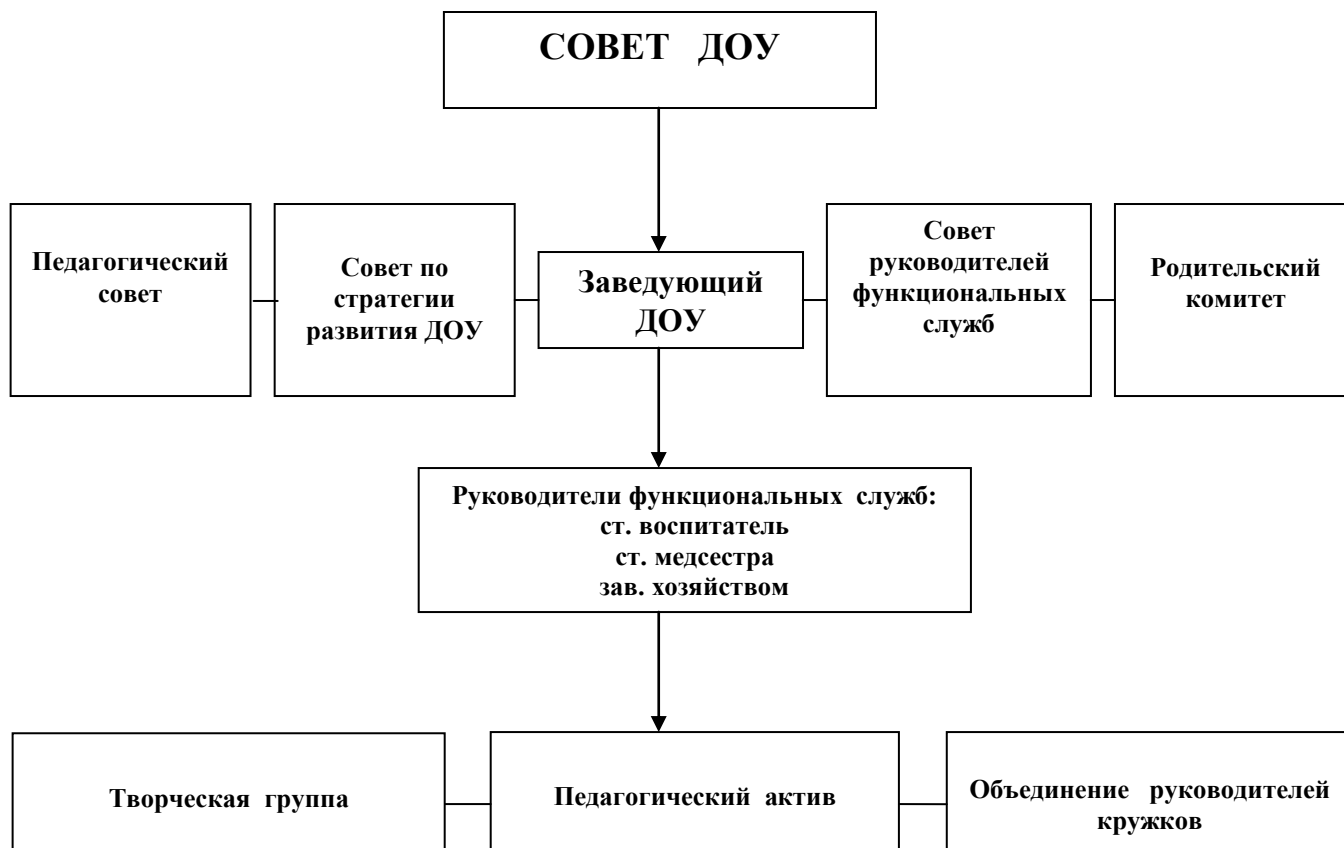 СОВЕТ ДОУ
Педагогический
совет
Совет по
стратегии
развития ДОУ
Заведующий
ДОУ
Совет
руководителей
функциональных
служб
Родительский
комитет
Руководители функциональных служб:
ст. воспитатель
ст. медсестра
зав. хозяйством
Творческая группа
Педагогический актив
Объединение руководителей
кружков